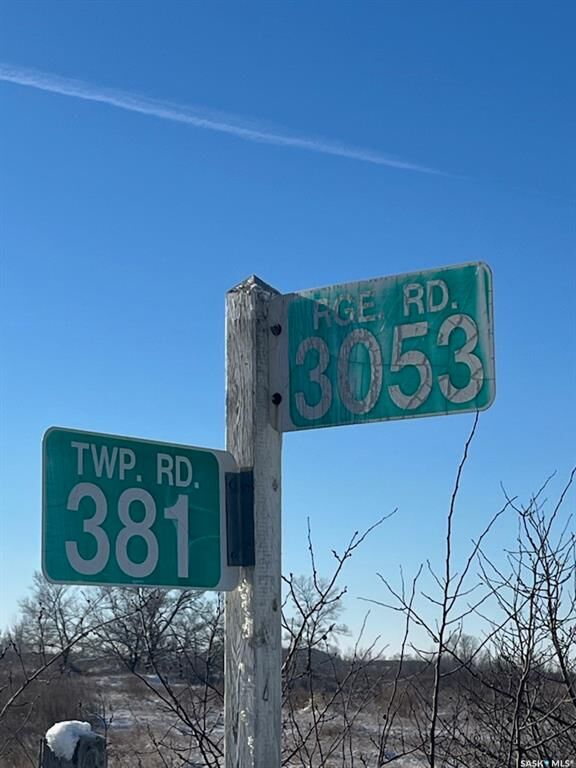 RGE. RD.
3053
TWP. RD.
381
SASK MLS